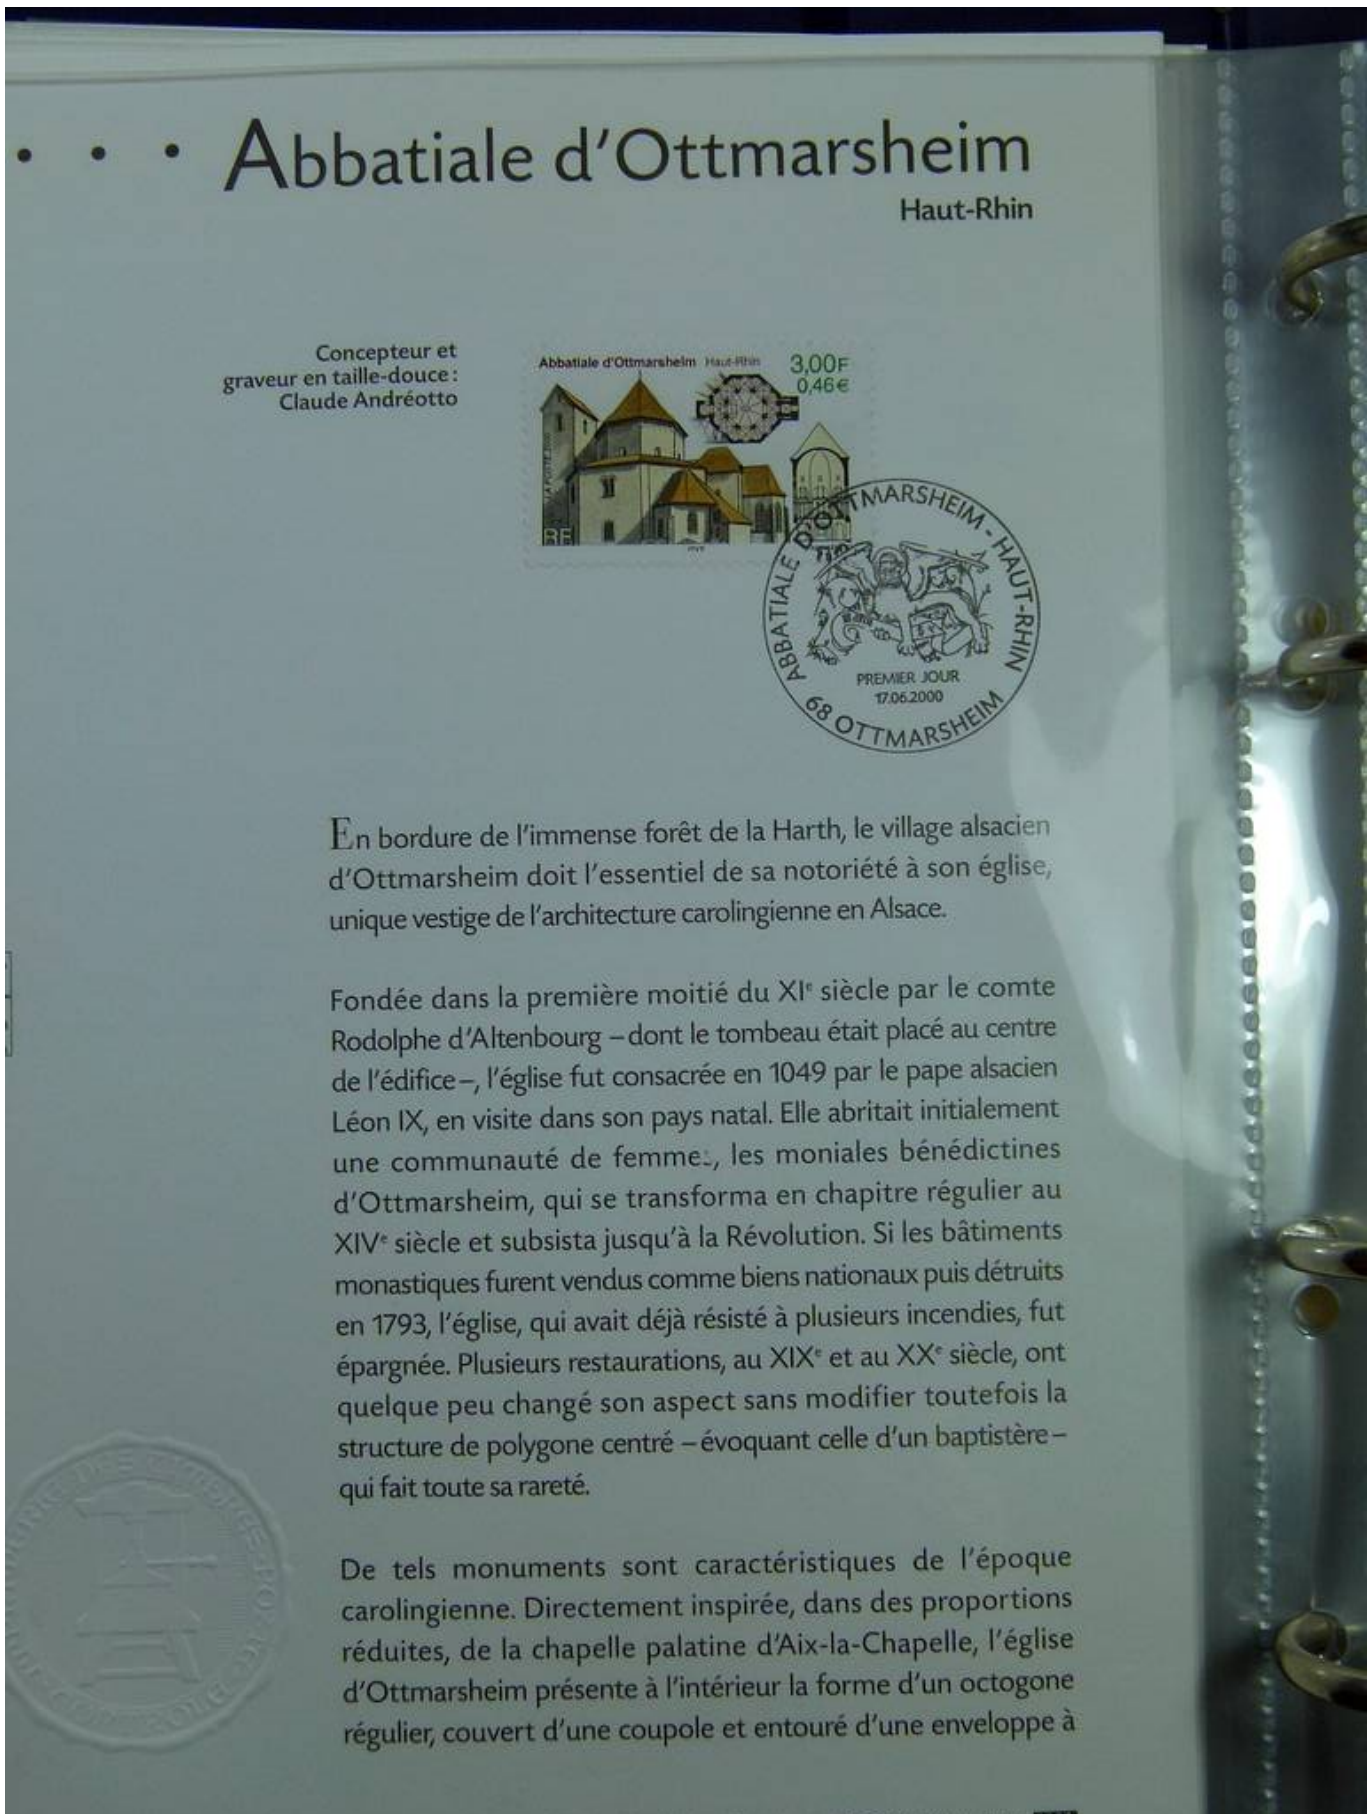 Abbatiale d'Ottmarsheim
Haut-Rhin
Concepteur et
graveur en taille-douce :
Claude Andréotto
Abbatiale d'Ottmarsheim Haut-Rhin
3,00F
0,46€
LA POSTE 2000
RF
ABBATIALE D'OTTMARSHEIM - HAUT-RHIN
PREMIER JOUR
17.06.2000
68 OTTMARSHEIM
En bordure de l'immense forêt de la Harth, le village alsacien
d'Ottmarsheim doit l'essentiel de sa notoriété à son église,
unique vestige de l'architecture carolingienne en Alsace.
Fondée dans la première moitié du XIe siècle par le comte
Rodolphe d'Altenbourg – dont le tombeau était placé au centre
de l'édifice –, l'église fut consacrée en 1049 par le pape alsacien
Léon IX, en visite dans son pays natal. Elle abritait initialement
une communauté de femmes, les moniales bénédictines
d'Ottmarsheim, qui se transforma en chapitre régulier au
XIVe siècle et subsista jusqu'à la Révolution. Si les bâtiments
monastiques furent vendus comme biens nationaux puis détruits
en 1793, l'église, qui avait déjà résisté à plusieurs incendies, fut
épargnée. Plusieurs restaurations, au XIXe et au XXe siècle, ont
quelque peu changé son aspect sans modifier toutefois la
structure de polygone centré – évoquant celle d'un baptistère –
qui fait toute sa rareté.
De tels monuments sont caractéristiques de l'époque
carolingienne. Directement inspirée, dans des proportions
réduites, de la chapelle palatine d'Aix-la-Chapelle, l'église
d'Ottmarsheim présente à l'intérieur la forme d'un octogone
régulier, couvert d'une coupole et entouré d'une enveloppe à